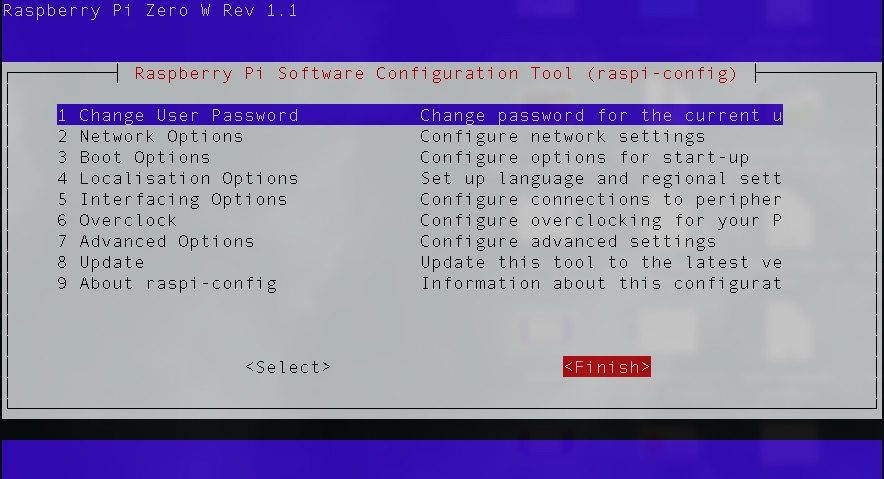 Raspberry Pi Zero W Rev 1.1
Raspberry Pi Software Configuration Tool (raspi-config)
1 Change User Password Change password for the current u
2 Network Options Configure network settings
3 Boot Options Configure options for start-up
4 Localisation Options Set up language and regional sett
5 Interfacing Options Configure connections to peripher
6 Overclock Configure overclocking for your P
7 Advanced Options Configure advanced settings
8 Update Update this tool to the latest ve
9 About raspi-config Information about this configurat
<Select> <Finish>